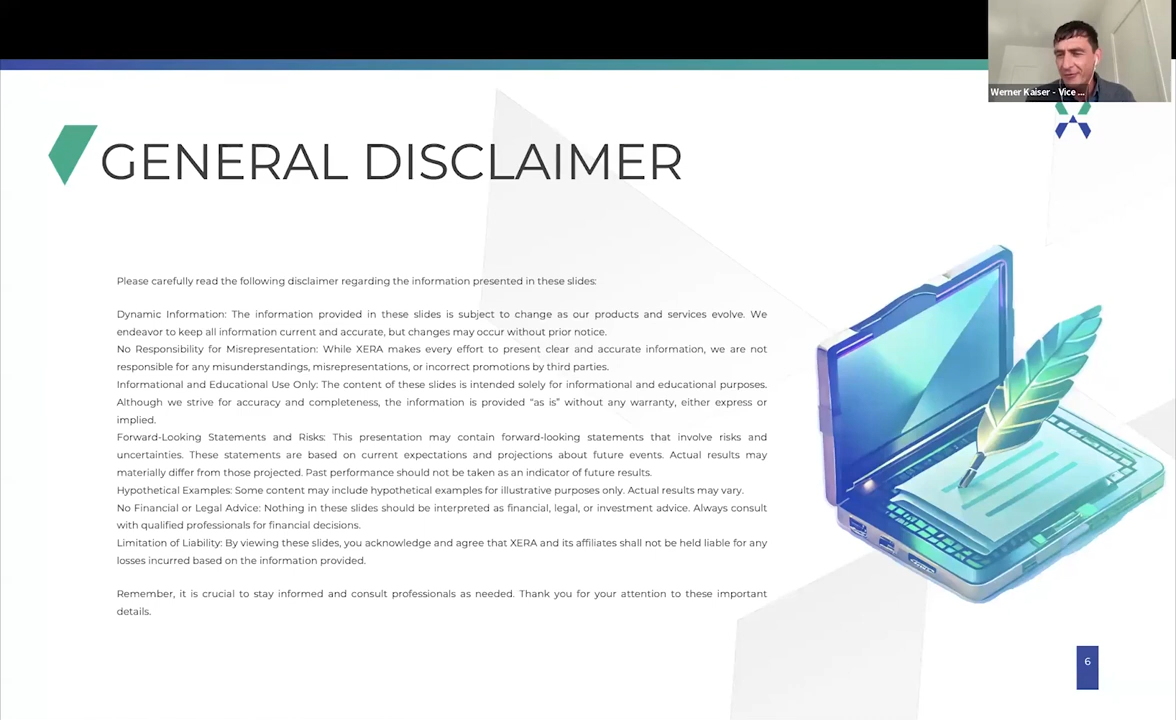 Werner Kaiser - Vice ...
GENERAL DISCLAIMER
Please carefully read the following disclaimer regarding the information presented in these slides:
Dynamic Information: The information provided in these slides is subject to change as our products and services evolve. We
endeavor to keep all information current and accurate, but changes may occur without prior notice.
No Responsibility for Misrepresentation: While XERA makes every effort to present clear and accurate information, we are not
responsible for any misunderstandings, misrepresentations, or incorrect promotions by third parties.
Informational and Educational Use Only: The content of these slides is intended solely for informational and educational purposes.
Although we strive for accuracy and completeness, the information is provided “as is” without any warranty, either express or
implied.
Forward-Looking Statements and Risks: This presentation may contain forward-looking statements that involve risks and
uncertainties. These statements are based on current expectations and projections about future events. Actual results may
materially differ from those projected. Past performance should not be taken as an indicator of future results.
Hypothetical Examples: Some content may include hypothetical examples for illustrative purposes only. Actual results may vary.
No Financial or Legal Advice: Nothing in these slides should be interpreted as financial, legal, or investment advice. Always consult
with qualified professionals for financial decisions.
Limitation of Liability: By viewing these slides, you acknowledge and agree that XERA and its affiliates shall not be held liable for any
losses incurred based on the information provided.
Remember, it is crucial to stay informed and consult professionals as needed. Thank you for your attention to these important
details.
6